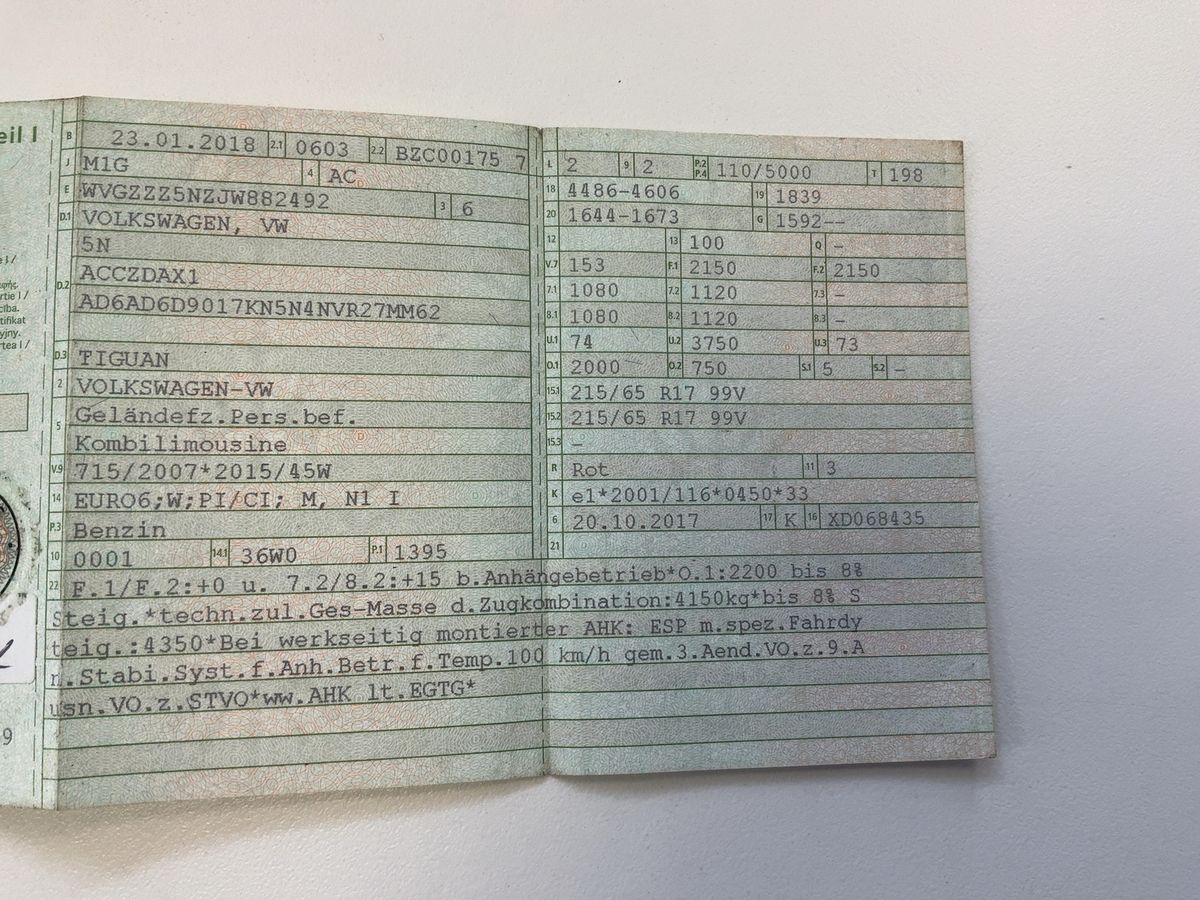 eil I
B 23.01.2018 2.1 0603 2.2 BZC00175 7
J M1G 4 AC
E WVGZZZ5NZJW882492 3 6
D.1 VOLKSWAGEN, VW
5N
D.2 ACCZDAX1
AD6AD6D9017KN5N4NVR27MM62
D.3 TIGUAN
2 VOLKSWAGEN-VW
5 Geländefz.Pers.bef.
Kombilimousine
V.9 715/2007*2015/45W
14 EURO6;W;PI/CI; M, N1 I
P.3 Benzin
10 0001 14.1 36W0 P.1 1395
L 2 9 2 P.2 P.4 110/5000 T 198
18 4486-4606 19 1839
20 1644-1673 G 1592--
12 13 100 Q -
V.7 153 F.1 2150 F.2 2150
7.1 1080 7.2 1120 7.3 -
8.1 1080 8.2 1120 8.3 -
U.1 74 U.2 3750 U.3 73
O.1 2000 O.2 750 S.1 5 S.2 -
15.1 215/65 R17 99V
15.2 215/65 R17 99V
15.3 -
R Rot 11 3
K e1*2001/116*0450*33
6 20.10.2017 17 K 16 XD068435
21
22 F.1/F.2:+0 u. 7.2/8.2:+15 b.Anhängebetrieb*O.1:2200 bis 8%
Steig.*techn.zul.Ges-Masse d.Zugkombination:4150kg*bis 8% S
teig.:4350*Bei werkseitig montierter AHK: ESP m.spez.Fahrdy
n.Stabi.Syst.f.Anh.Betr.f.Temp.100 km/h gem.3.Aend.VO.z.9.A
usn.VO.z.STVO*ww.AHK lt.EGTG*
rtie I /
ciba.
tifikat
yjny.
rtea I /
9